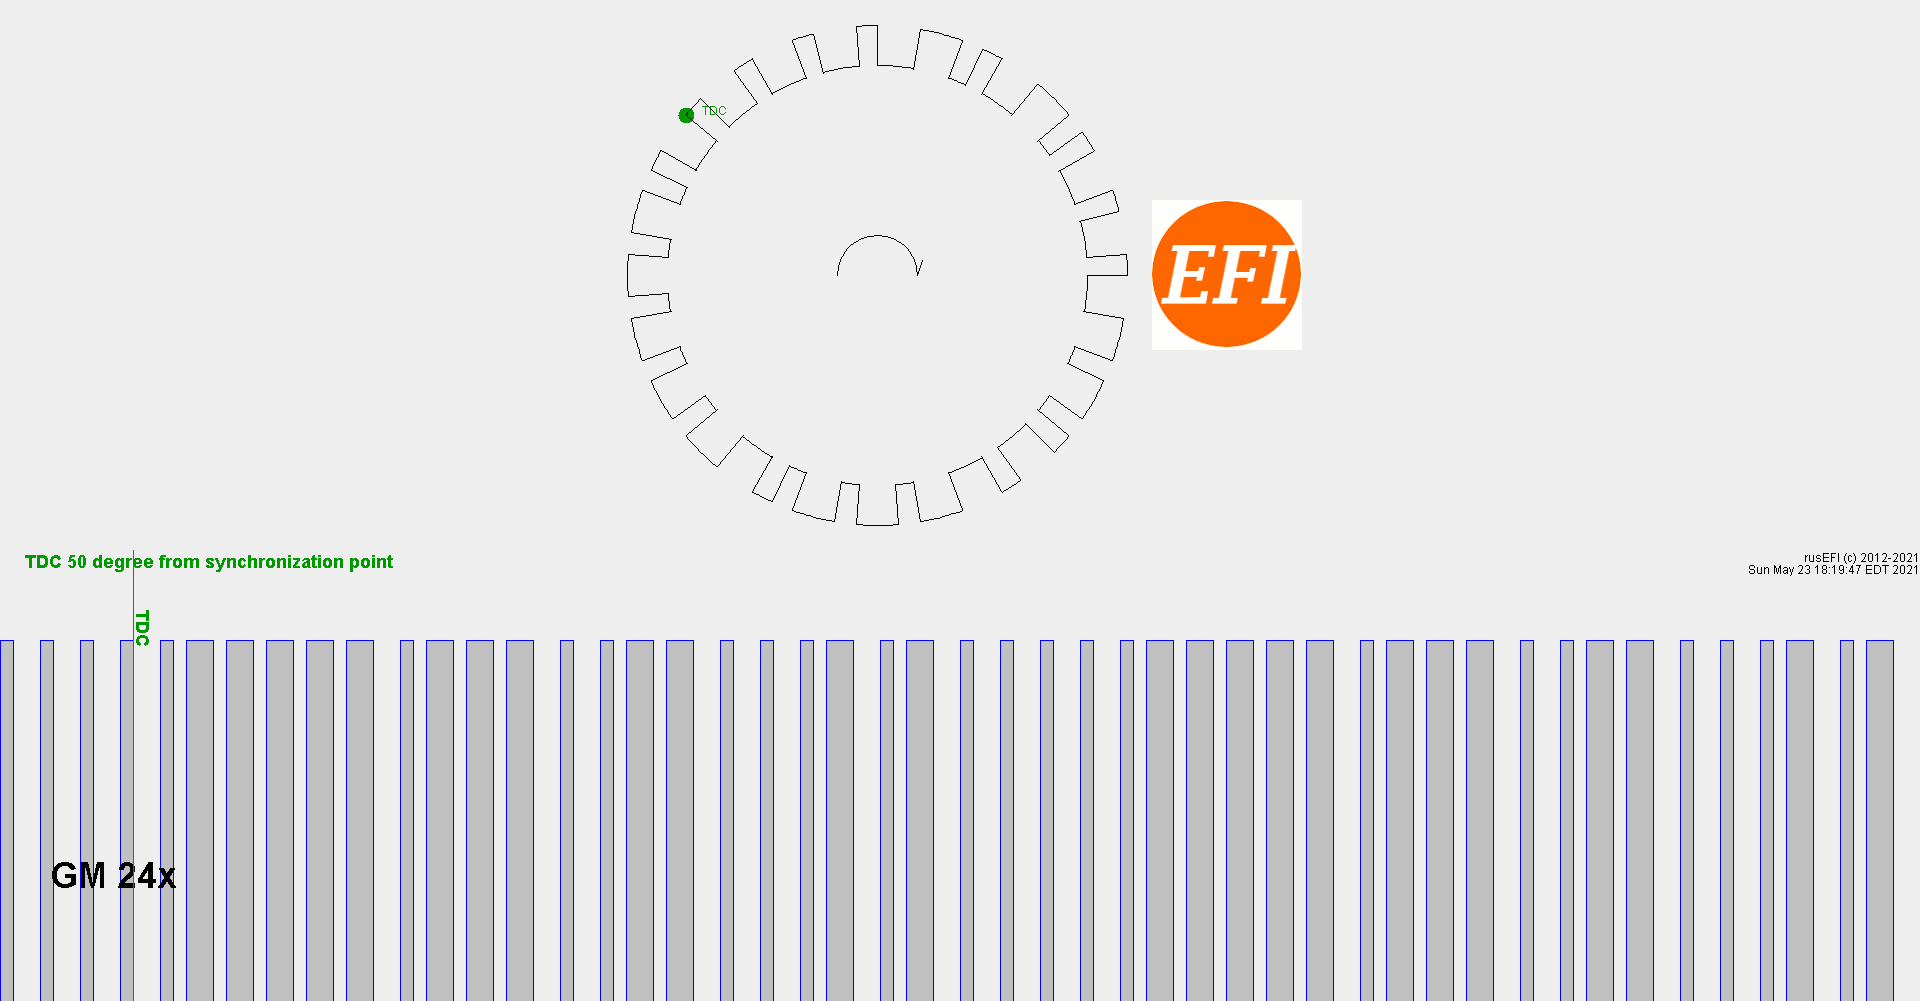 TDC
EFI
TDC 50 degree from synchronization point
rusEFI (c) 2012-2021
Sun May 23 18:19:47 EDT 2021
TDC
GM 24x